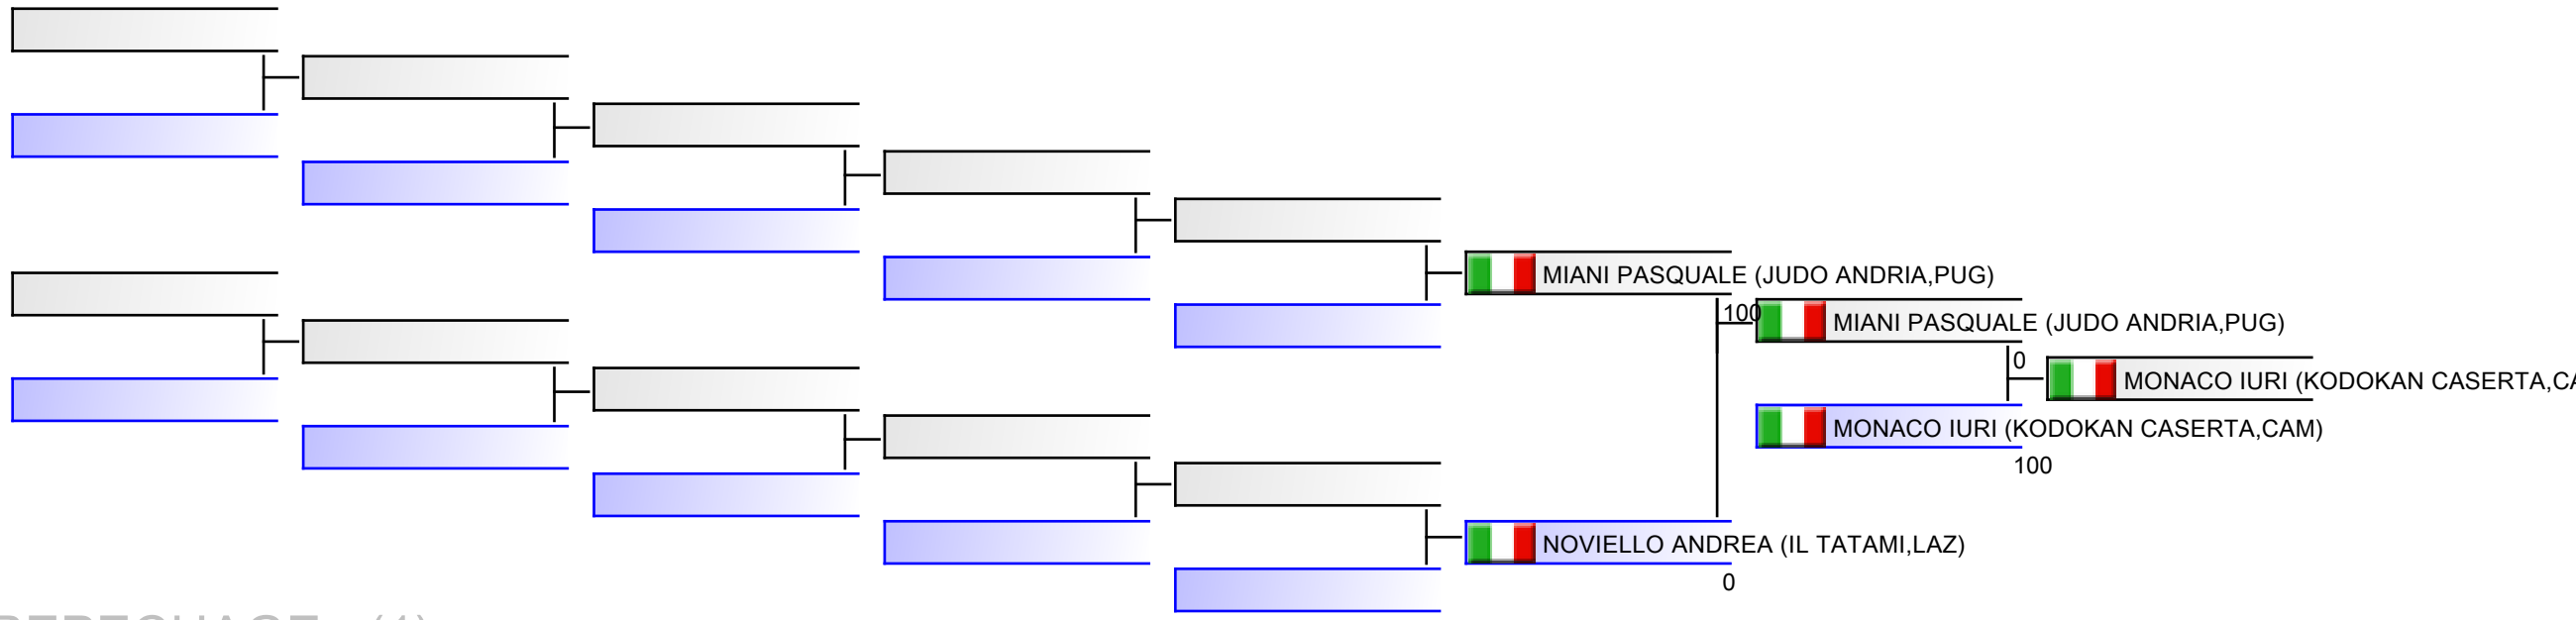 MIANI PASQUALE (JUDO ANDRIA,PUG)
100
MIANI PASQUALE (JUDO ANDRIA,PUG)
0
MONACO IURI (KODOKAN CASERTA,CA
MONACO IURI (KODOKAN CASERTA,CAM)
100
NOVIELLO ANDREA (IL TATAMI,LAZ)
0